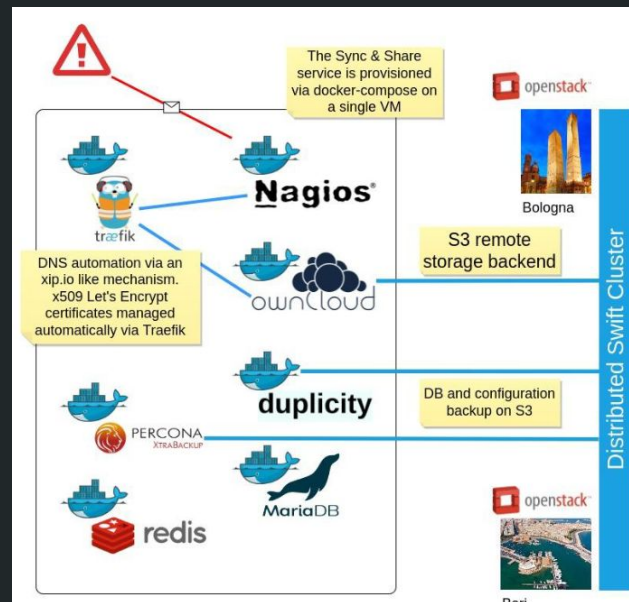 The Sync & Share
service is provisioned
via docker-compose on
a single VM
openstack
Bologna
Nagios®
træfik
DNS automation via an
xip.io like mechanism.
x509 Let's Encrypt
certificates managed
automatically via Traefik
ownCloud
S3 remote
storage backend
Distributed Swift Cluster
duplicity
DB and configuration
backup on S3
PERCONA
XTRABACKUP
MariaDB
redis
openstack
Bari